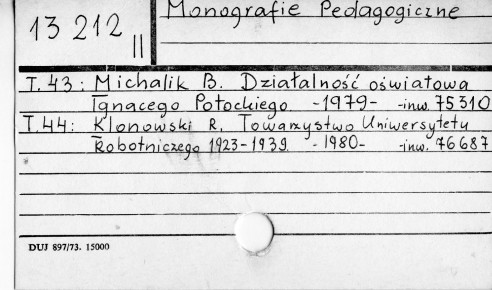 13 212 II
Monografie Pedagogiczne
T. 43: Michalik B. Działalność oświatowa
Ignacego Potockiego -1979- -inw. 75310
T. 44: Klonowski R. Towarzystwo Uniwersytetu
Robotniczego 1923-1939. -1980- -inw. 76687
DUJ 897/73. 15000